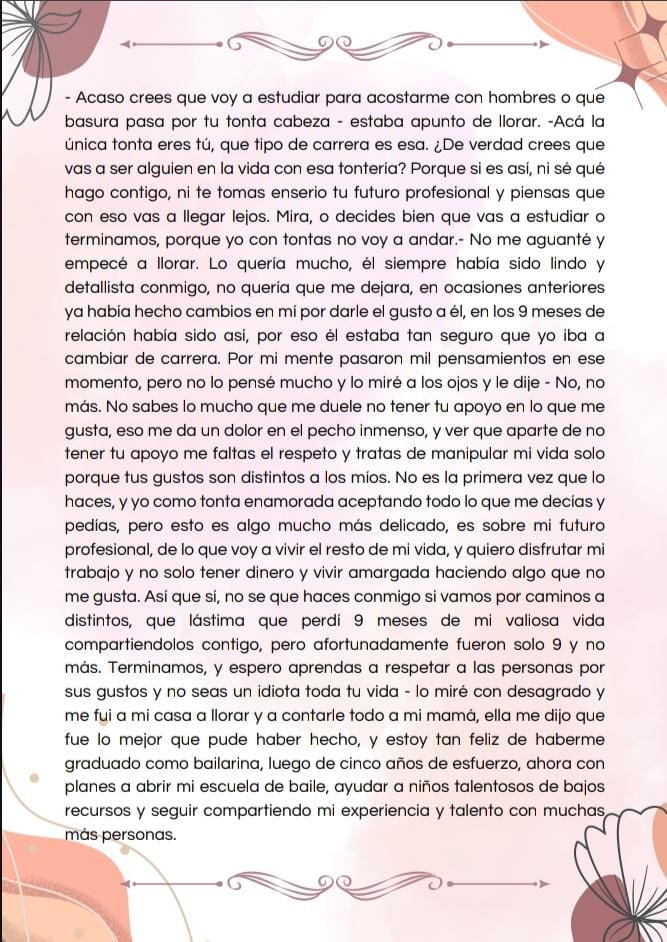 - Acaso crees que voy a estudiar para acostarme con hombres o que
basura pasa por tu tonta cabeza - estaba apunto de llorar. -Acá la
única tonta eres tú, que tipo de carrera es esa. ¿De verdad crees que
vas a ser alguien en la vida con esa tontería? Porque si es así, ni sé qué
hago contigo, ni te tomas enserio tu futuro profesional y piensas que
con eso vas a llegar lejos. Mira, o decides bien que vas a estudiar o
terminamos, porque yo con tontas no voy a andar.- No me aguanté y
empecé a llorar. Lo quería mucho, él siempre había sido lindo y
detallista conmigo, no quería que me dejara, en ocasiones anteriores
ya había hecho cambios en mí por darle el gusto a él, en los 9 meses de
relación había sido así, por eso él estaba tan seguro que yo iba a
cambiar de carrera. Por mi mente pasaron mil pensamientos en ese
momento, pero no lo pensé mucho y lo miré a los ojos y le dije - No, no
más. No sabes lo mucho que me duele no tener tu apoyo en lo que me
gusta, eso me da un dolor en el pecho inmenso, y ver que aparte de no
tener tu apoyo me faltas el respeto y tratas de manipular mi vida solo
porque tus gustos son distintos a los míos. No es la primera vez que lo
haces, y yo como tonta enamorada aceptando todo lo que me decías y
pedías, pero esto es algo mucho más delicado, es sobre mi futuro
profesional, de lo que voy a vivir el resto de mi vida, y quiero disfrutar mi
trabajo y no solo tener dinero y vivir amargada haciendo algo que no
me gusta. Así que sí, no se que haces conmigo si vamos por caminos a
distintos, que lástima que perdí 9 meses de mi valiosa vida
compartiendolos contigo, pero afortunadamente fueron solo 9 y no
más. Terminamos, y espero aprendas a respetar a las personas por
sus gustos y no seas un idiota toda tu vida - lo miré con desagrado y
me fui a mi casa a llorar y a contarle todo a mi mamá, ella me dijo que
fue lo mejor que pude haber hecho, y estoy tan feliz de haberme
graduado como bailarina, luego de cinco años de esfuerzo, ahora con
planes a abrir mi escuela de baile, ayudar a niños talentosos de bajos
recursos y seguir compartiendo mi experiencia y talento con muchas
más personas.